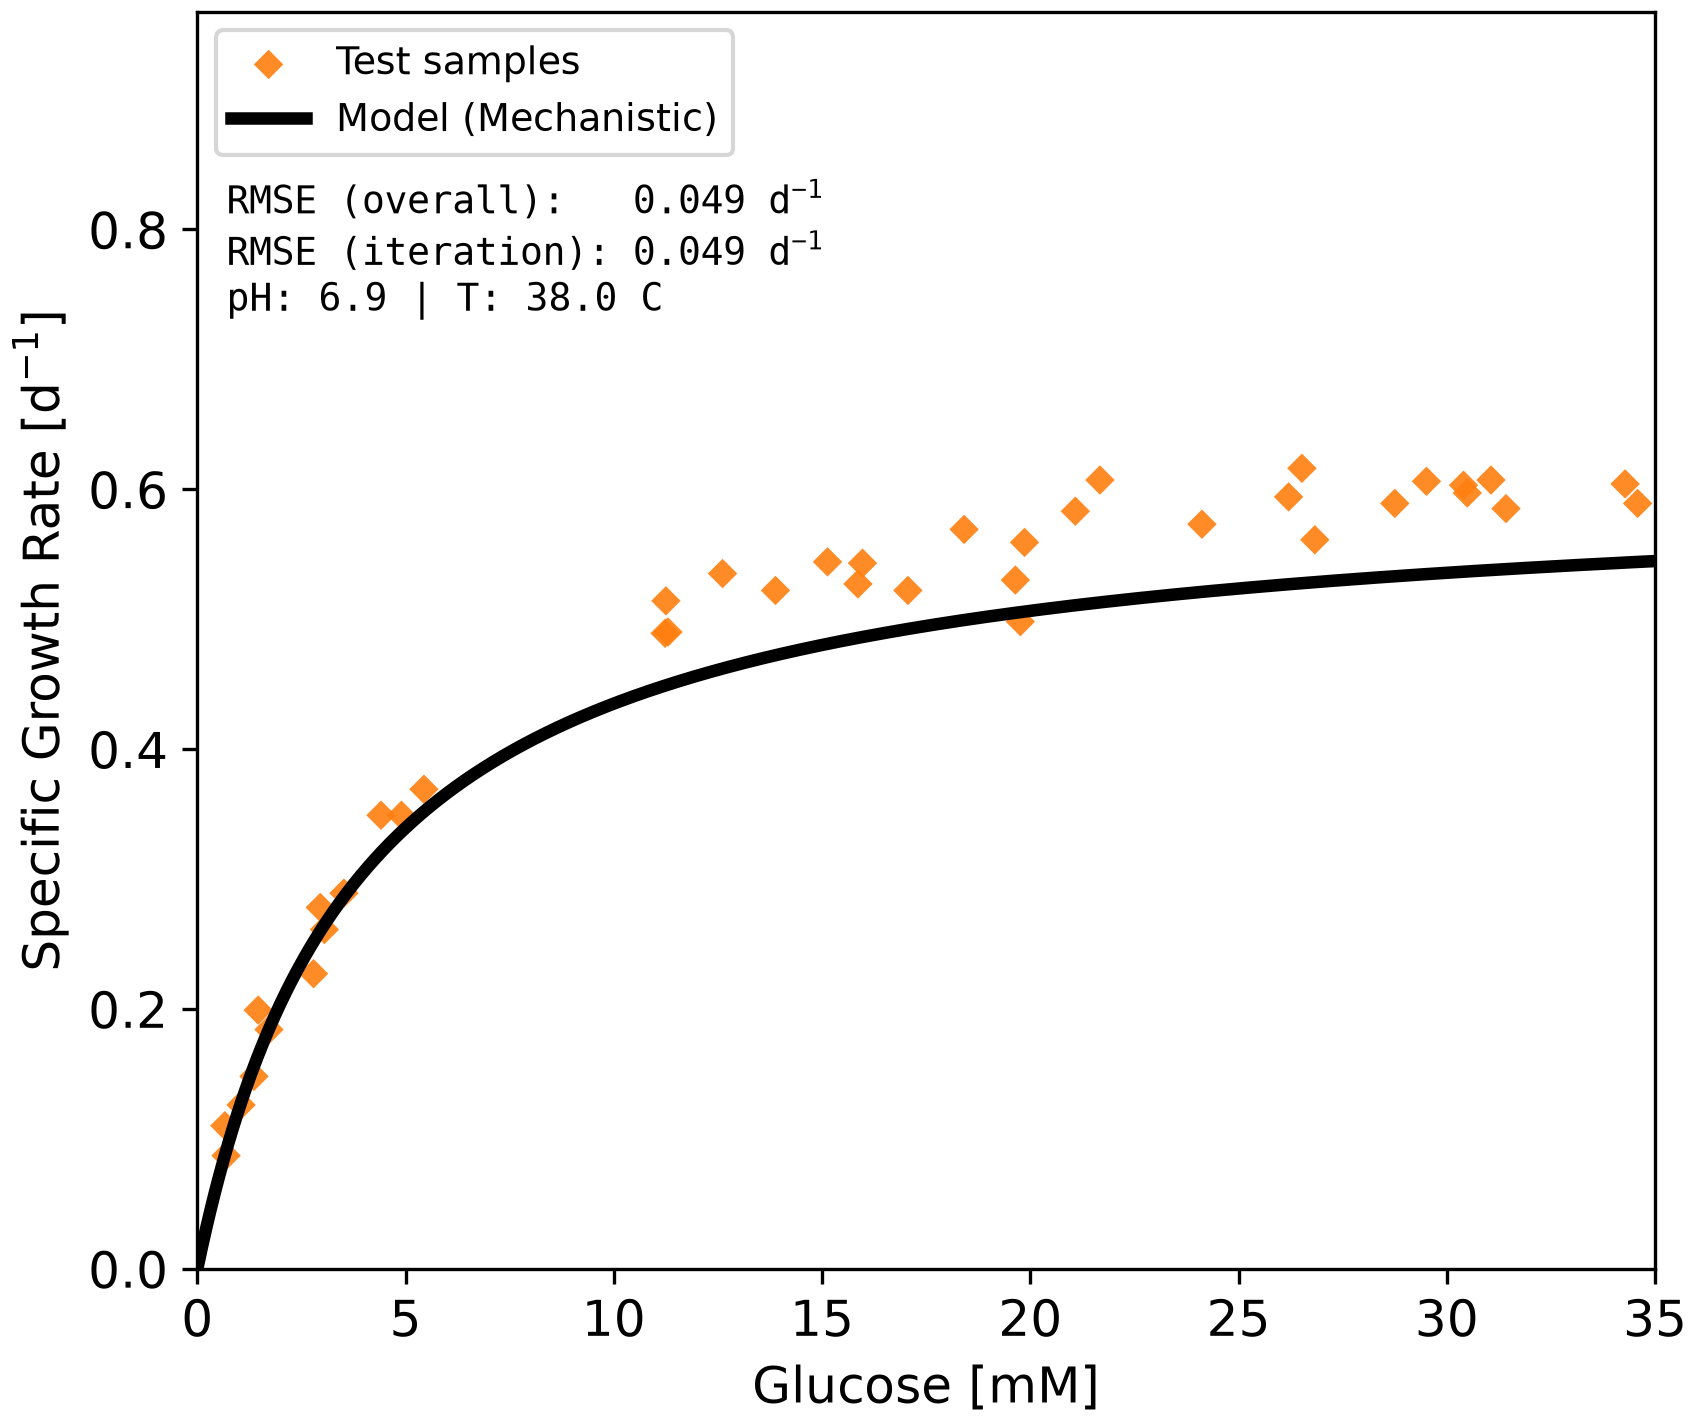 Test samples
Model (Mechanistic)
RMSE (overall):   0.049 d⁻¹
RMSE (iteration): 0.049 d⁻¹
pH: 6.9 | T: 38.0 C
Specific Growth Rate [d⁻¹]
0.8
0.6
0.4
0.2
0.0
0 5 10 15 20 25 30 35
Glucose [mM]